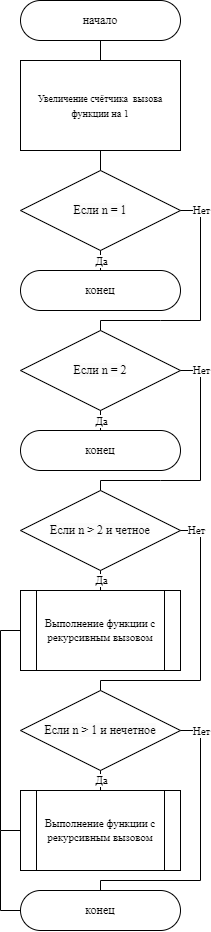 начало
Увеличение счётчика вызова
функции на 1
Если n = 1
Нет
Да
конец
Если n = 2
Нет
Да
конец
Если n > 2 и четное
Нет
Да
Выполнение функции с
рекурсивным вызовом
Если n > 1 и нечетное
Нет
Да
Выполнение функции с
рекурсивным вызовом
конец